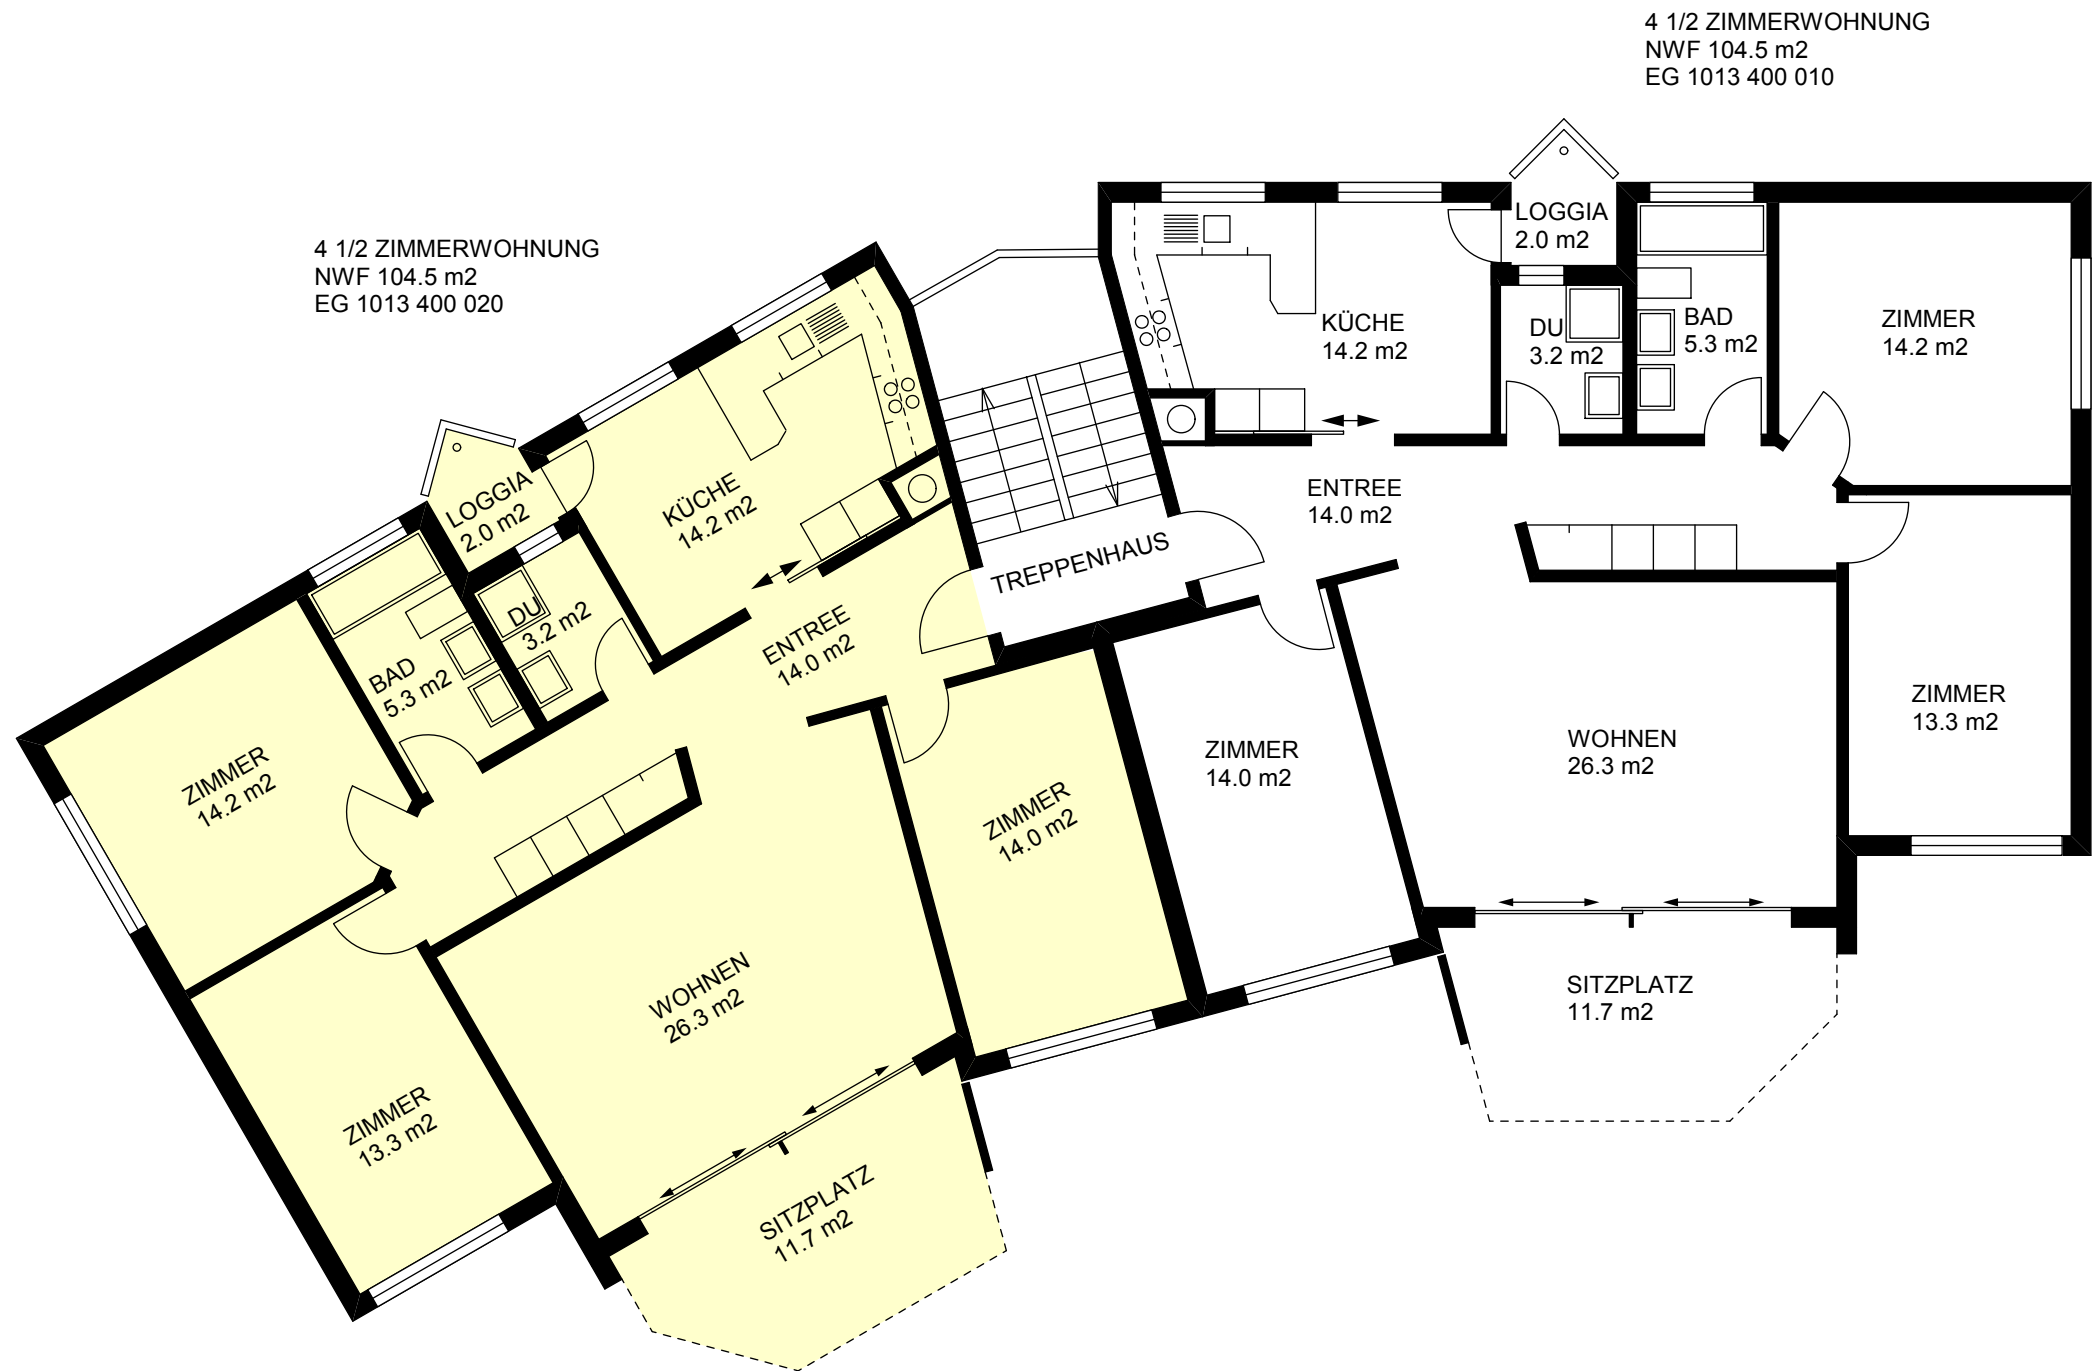 4 1/2 ZIMMERWOHNUNG
NWF 104.5 m2
EG 1013 400 010
4 1/2 ZIMMERWOHNUNG
NWF 104.5 m2
EG 1013 400 020
LOGGIA
2.0 m2
KÜCHE
14.2 m2
DU
3.2 m2
BAD
5.3 m2
ZIMMER
14.2 m2
ENTREE
14.0 m2
TREPPENHAUS
ZIMMER
13.3 m2
WOHNEN
26.3 m2
ZIMMER
14.0 m2
SITZPLATZ
11.7 m2
LOGGIA
2.0 m2
KÜCHE
14.2 m2
DU
3.2 m2
BAD
5.3 m2
ENTREE
14.0 m2
ZIMMER
14.2 m2
ZIMMER
14.0 m2
WOHNEN
26.3 m2
ZIMMER
13.3 m2
SITZPLATZ
11.7 m2